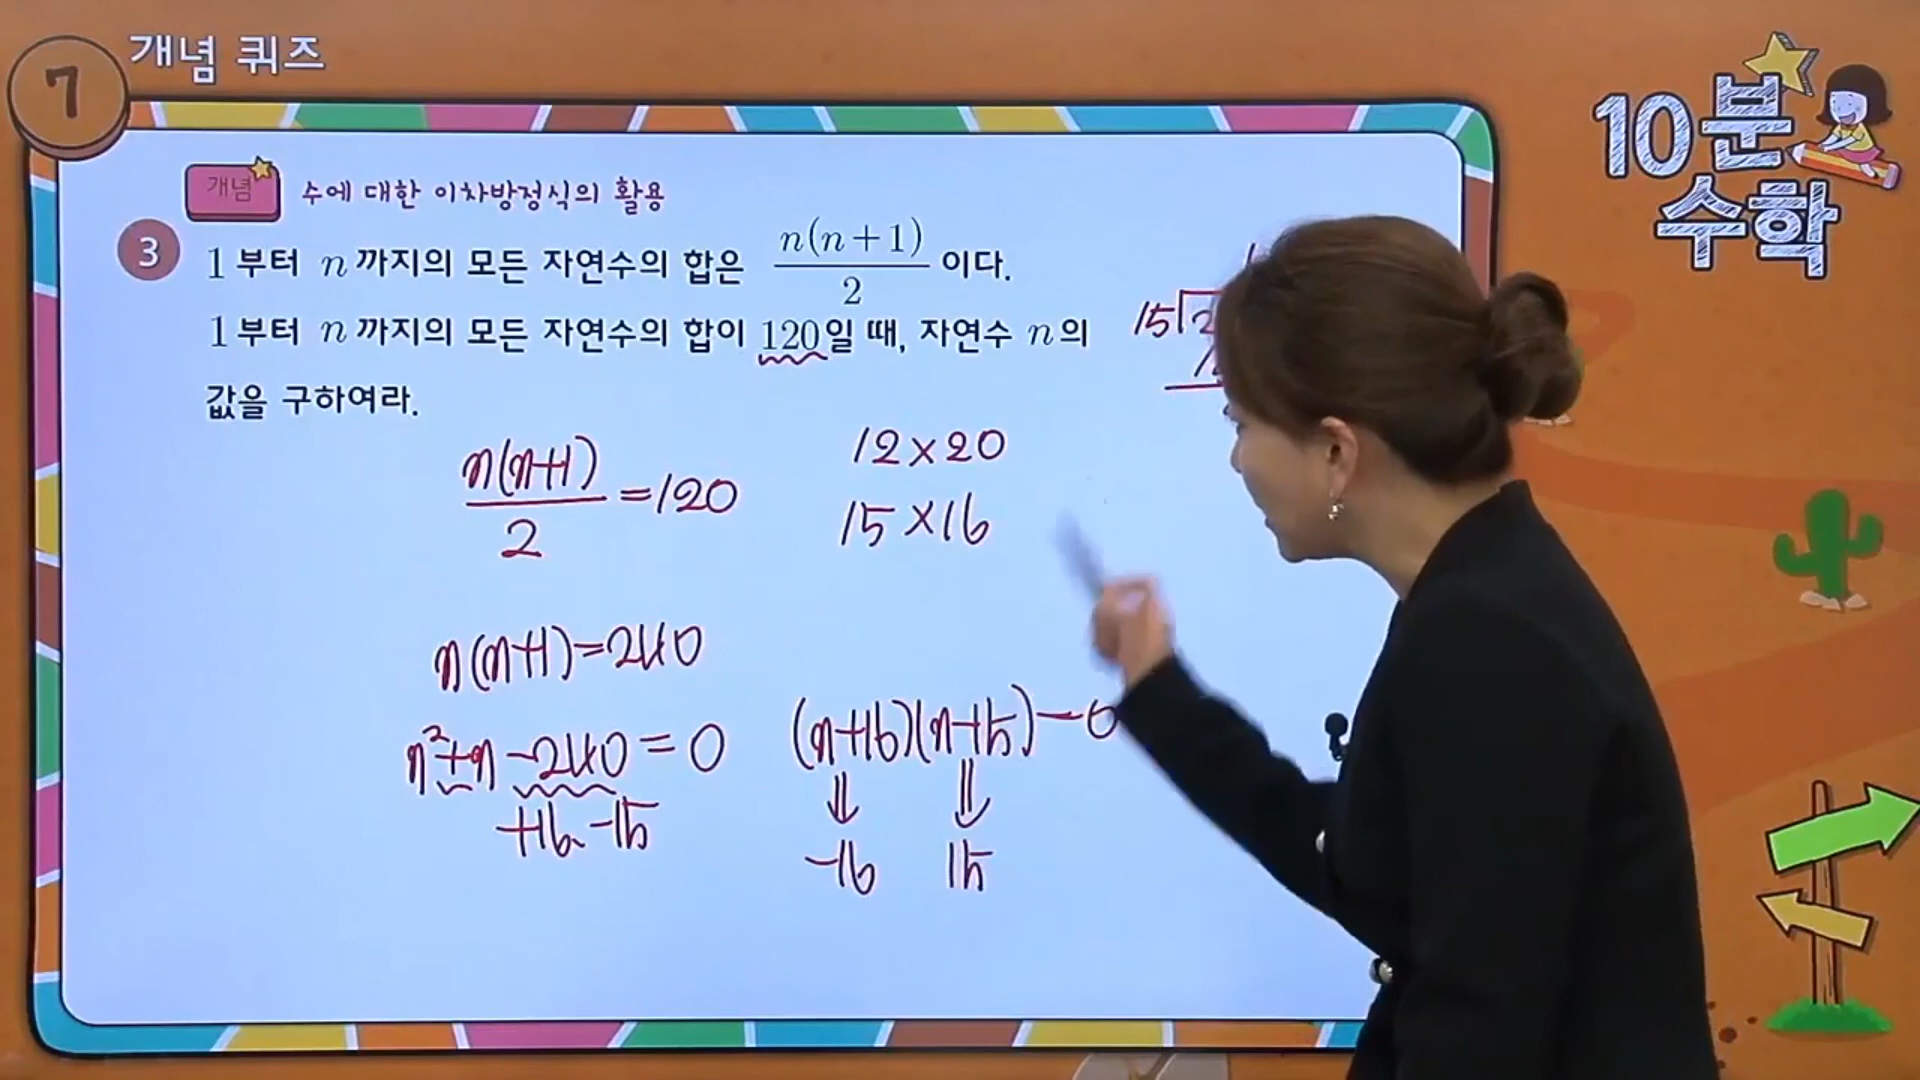 7
개념 퀴즈
10분
수학
개념
수에 대한 이차방정식의 활용
3
1부터 n까지의 모든 자연수의 합은 n(n+1)/2 이다.
1부터 n까지의 모든 자연수의 합이 120일 때, 자연수 n의
값을 구하여라.
n(n+1)/2=120
12×20
15×16
15
n(n+1)=240
n²+n-240=0
+16 -15
(n+16)(n-15)=0
-16 15